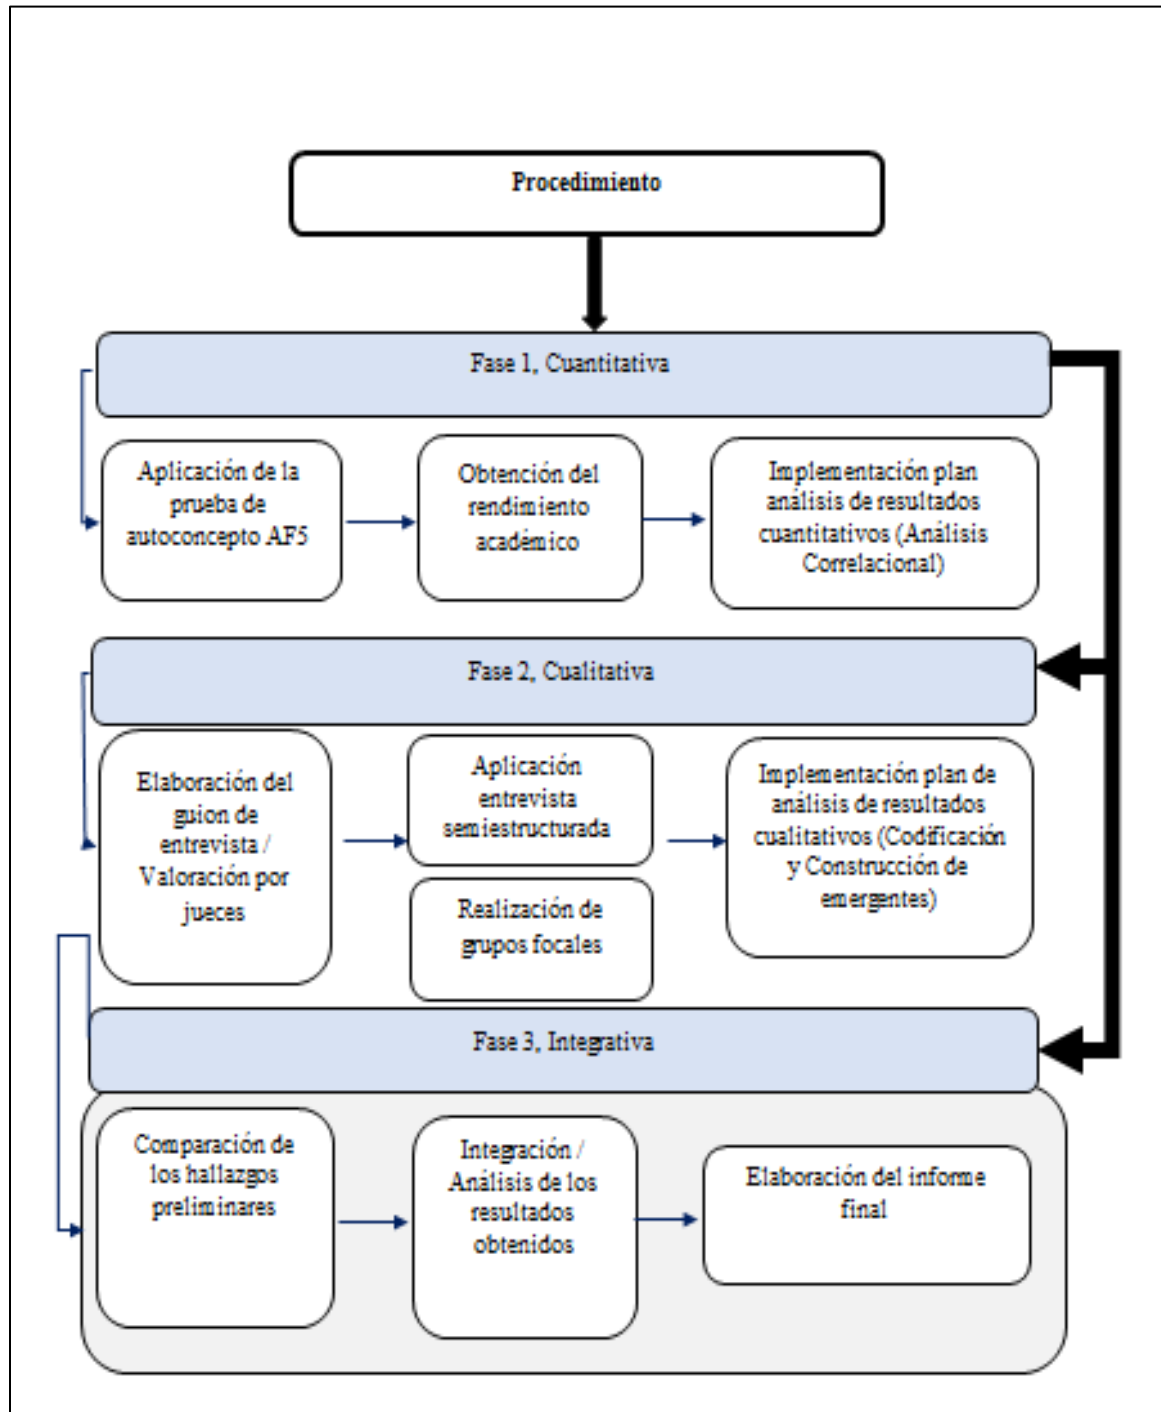 Procedimiento
Fase 1, Cuantitativa
Aplicación de la
prueba de
autoconcepto AF5
Obtención del
rendimiento
académico
Implementación plan
análisis de resultados
cuantitativos (Análisis
Correlacional)
Fase 2, Cualitativa
Elaboración del
guion de
entrevista /
Valoración por
jueces
Aplicación
entrevista
semiestructurada
Realización de
grupos focales
Implementación plan de
análisis de resultados
cualitativos (Codificación
y Construcción de
emergentes)
Fase 3, Integrativa
Comparación de
los hallazgos
preliminares
Integración /
Análisis de los
resultados
obtenidos
Elaboración del informe
final